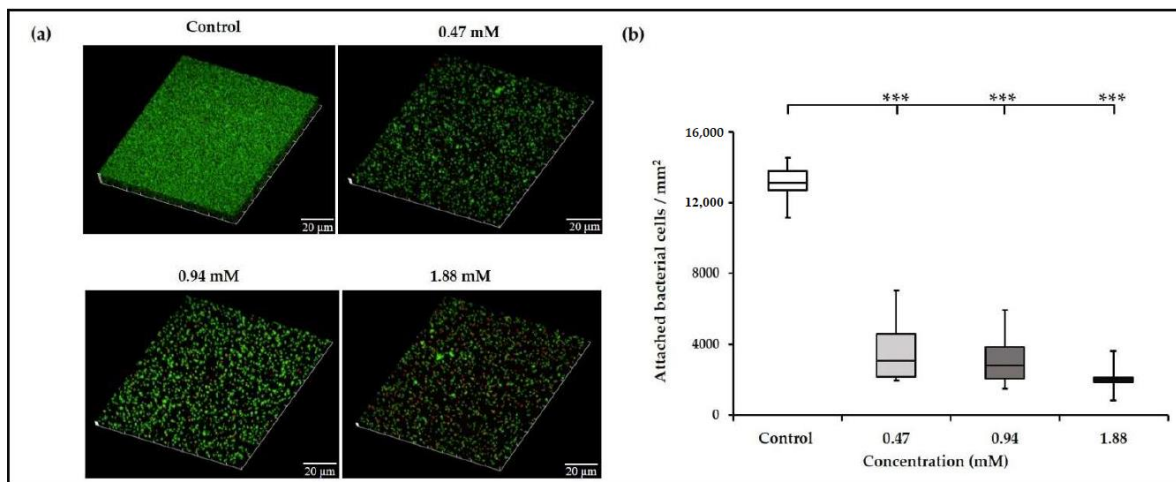 (a)
Control
0.47 mM
20 µm
20 µm
0.94 mM
1.88 mM
20 µm
20 µm
(b)
*** *** ***
16,000
12,000
8000
4000
0
Attached bacterial cells / mm²
Control 0.47 0.94 1.88
Concentration (mM)